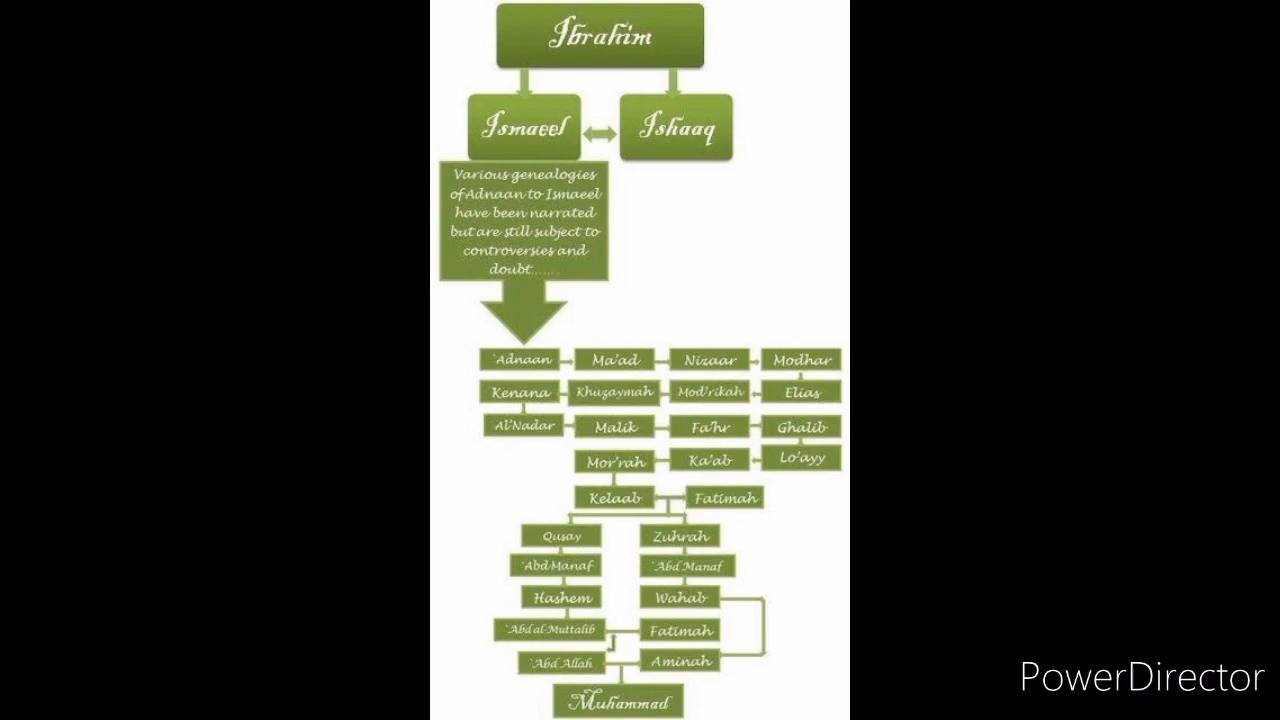 Ibrahim
Ismaeel
Ishaaq
Various genealogies
of Adnaan to Ismaeel
have been narrated
but are still subject to
controversies and
doubt.......
`Adnaan
Ma'ad
Nizaar
Modhar
Kenana
Khuzaymah
Mod'rikah
Elias
Al'Nadar
Malik
Fa'hr
Ghalib
Mor'rah
Ka'ab
Lo'ayy
Kelaab
Fatimah
Qusay
Zuhrah
`Abd Manaf
`Abd Manaf
Hashem
Wahab
`Abd al-Muttalib
Fatimah
`Abd Allah
Aminah
Muhammad
PowerDirector